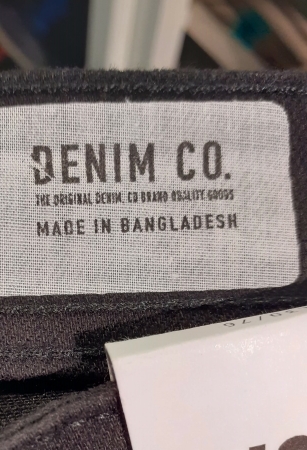 DENIM CO.
THE ORIGINAL DENIM, CO BRAND QUALITY GOODS
MADE IN BANGLADESH